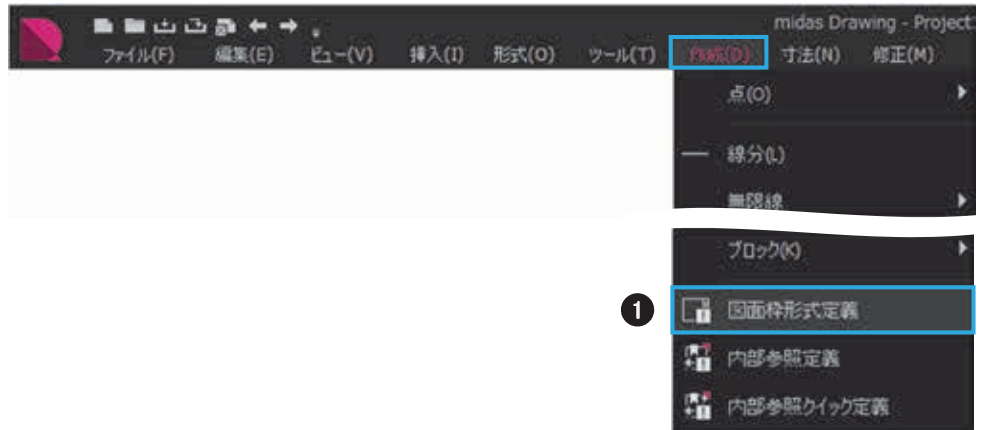 midas Drawing - Project
ファイル(F) 編集(E) ビュー(V) 挿入(I) 形式(O) ツール(T) 作成(D) 寸法(N) 修正(M)
点(O)
線分(L)
無限線
ブロック(K)
1 図面枠形式定義
内部参照定義
内部参照クイック定義